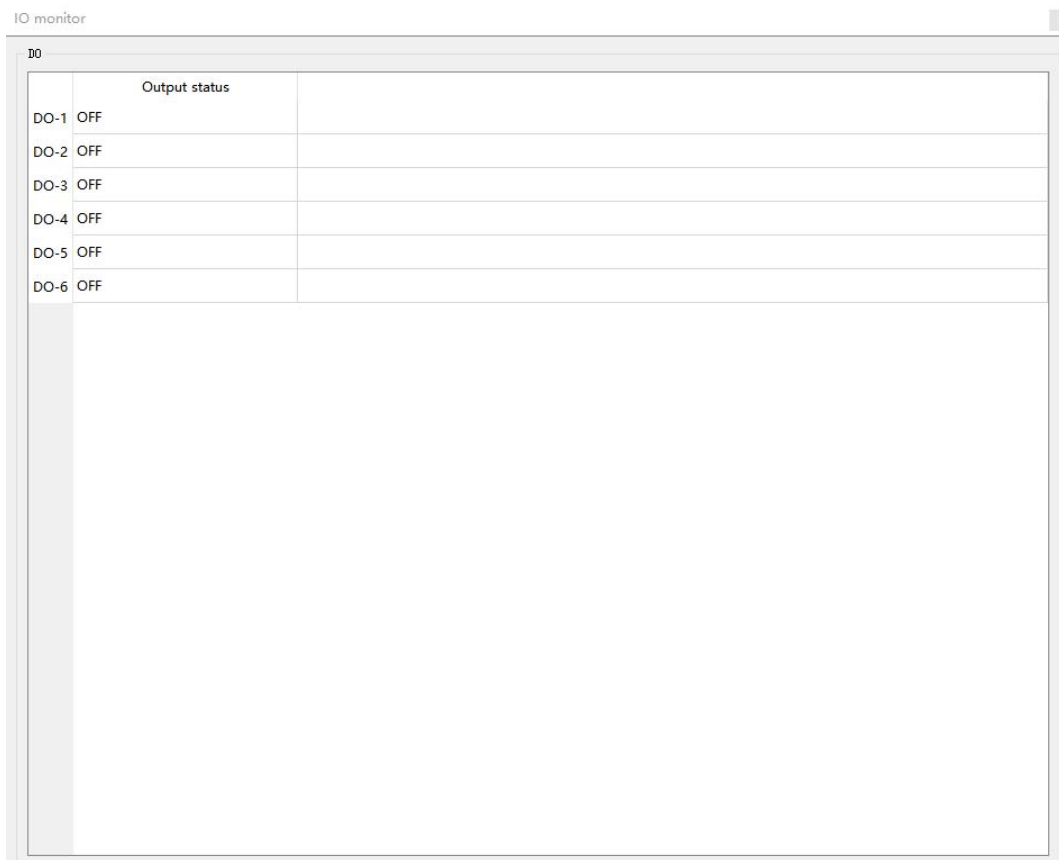 IO monitor
DO
Output status
DO-1 OFF
DO-2 OFF
DO-3 OFF
DO-4 OFF
DO-5 OFF
DO-6 OFF